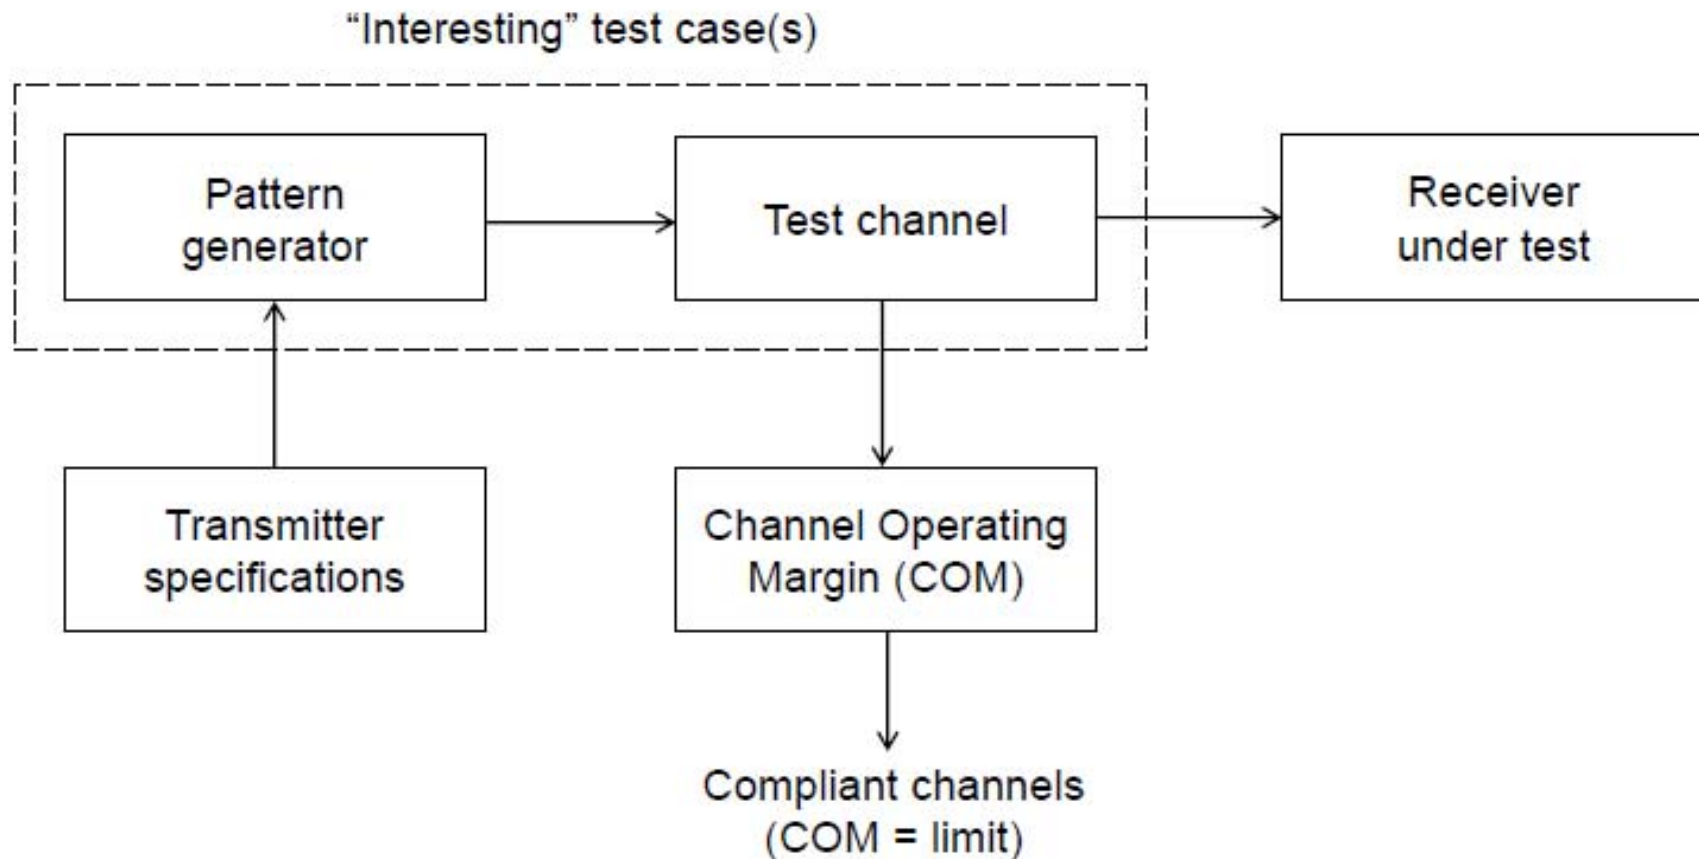 “Interesting” test case(s)
Pattern
generator
Test channel
Receiver
under test
Transmitter
specifications
Channel Operating
Margin (COM)
Compliant channels
(COM = limit)